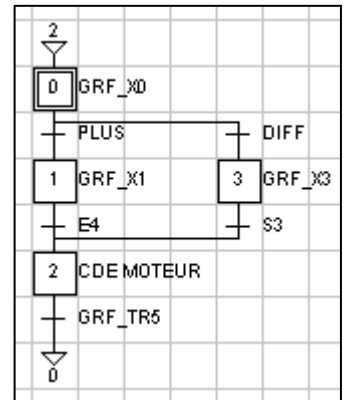 2
0 GRF_X0
PLUS DIFF
1 GRF_X1 3 GRF_X3
E4 S3
2 CDE MOTEUR
GRF_TR5
0